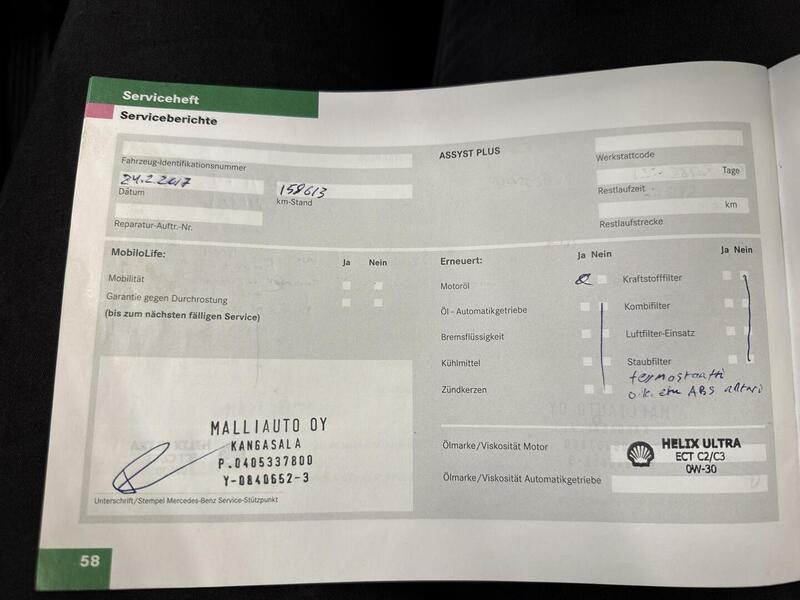 Serviceheft
Serviceberichte
Fahrzeug-Identifikationsnummer
24.2.2017
Datum
158613
km-Stand
Reparatur-Auftr.-Nr.
ASSYST PLUS
Werkstattcode
Tage
Restlaufzeit
km
Restlaufstrecke
MobiloLife:
Ja Nein
Mobilität
Garantie gegen Durchrostung
(bis zum nächsten fälligen Service)
Erneuert:
Ja Nein
Motoröl
Öl - Automatikgetriebe
Bremsflüssigkeit
Kühlmittel
Zündkerzen
Ja Nein
Kraftstofffilter
Kombifilter
Luftfilter-Einsatz
Staubfilter
termostaatti
oik. etu ABS anturi
MALLIAUTO OY
KANGASALA
P.0405337800
Y-0840652-3
Unterschrift/Stempel Mercedes-Benz Service-Stützpunkt
Ölmarke/Viskosität Motor
HELIX ULTRA
ECT C2/C3
0W-30
Ölmarke/Viskosität Automatikgetriebe
58